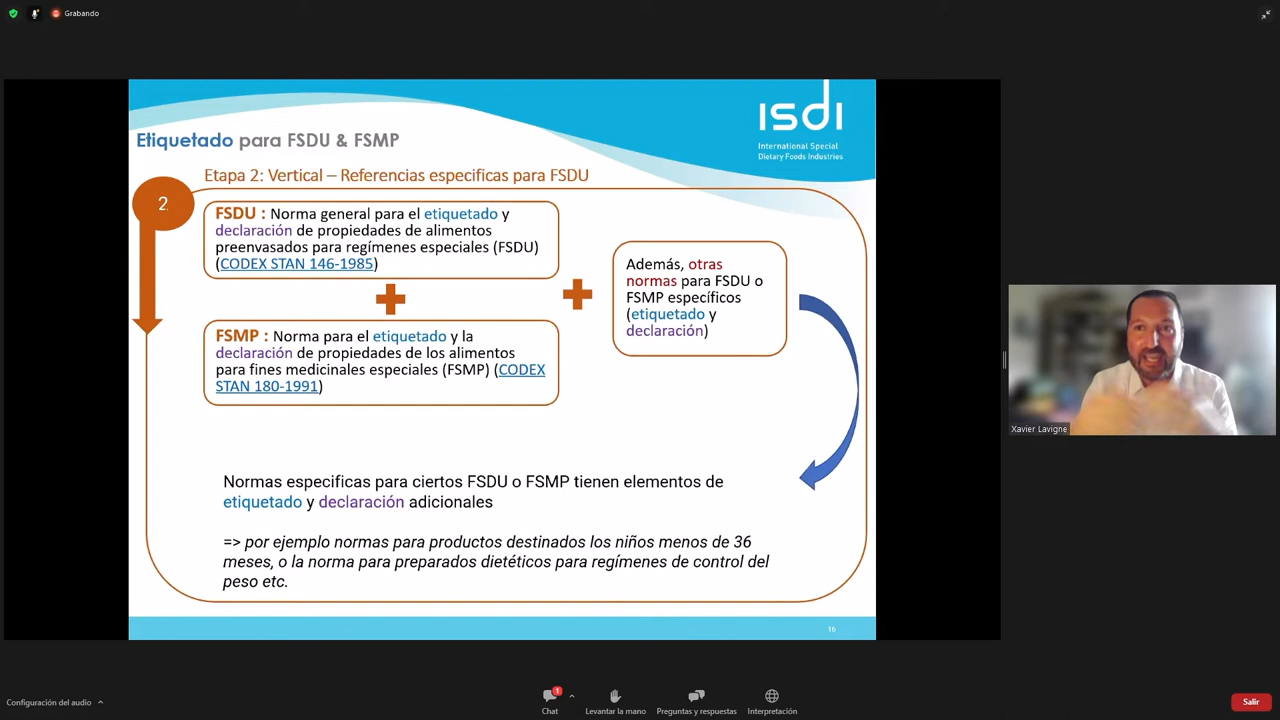 Grabando
isdi
International Special
Dietary Foods Industries
Etiquetado para FSDU & FSMP
Etapa 2: Vertical – Referencias especificas para FSDU
2
FSDU : Norma general para el etiquetado y
declaración de propiedades de alimentos
preenvasados para regímenes especiales (FSDU)
(CODEX STAN 146-1985)
FSMP : Norma para el etiquetado y la
declaración de propiedades de los alimentos
para fines medicinales especiales (FSMP) (CODEX
STAN 180-1991)
Además, otras
normas para FSDU o
FSMP específicos
(etiquetado y
declaración)
Normas especificas para ciertos FSDU o FSMP tienen elementos de
etiquetado y declaración adicionales
=> por ejemplo normas para productos destinados los niños menos de 36
meses, o la norma para preparados dietéticos para regímenes de control del
peso etc.
16
Xavier Lavigne
Configuración del audio
1
Chat
Levantar la mano
Preguntas y respuestas
Interpretación
Salir